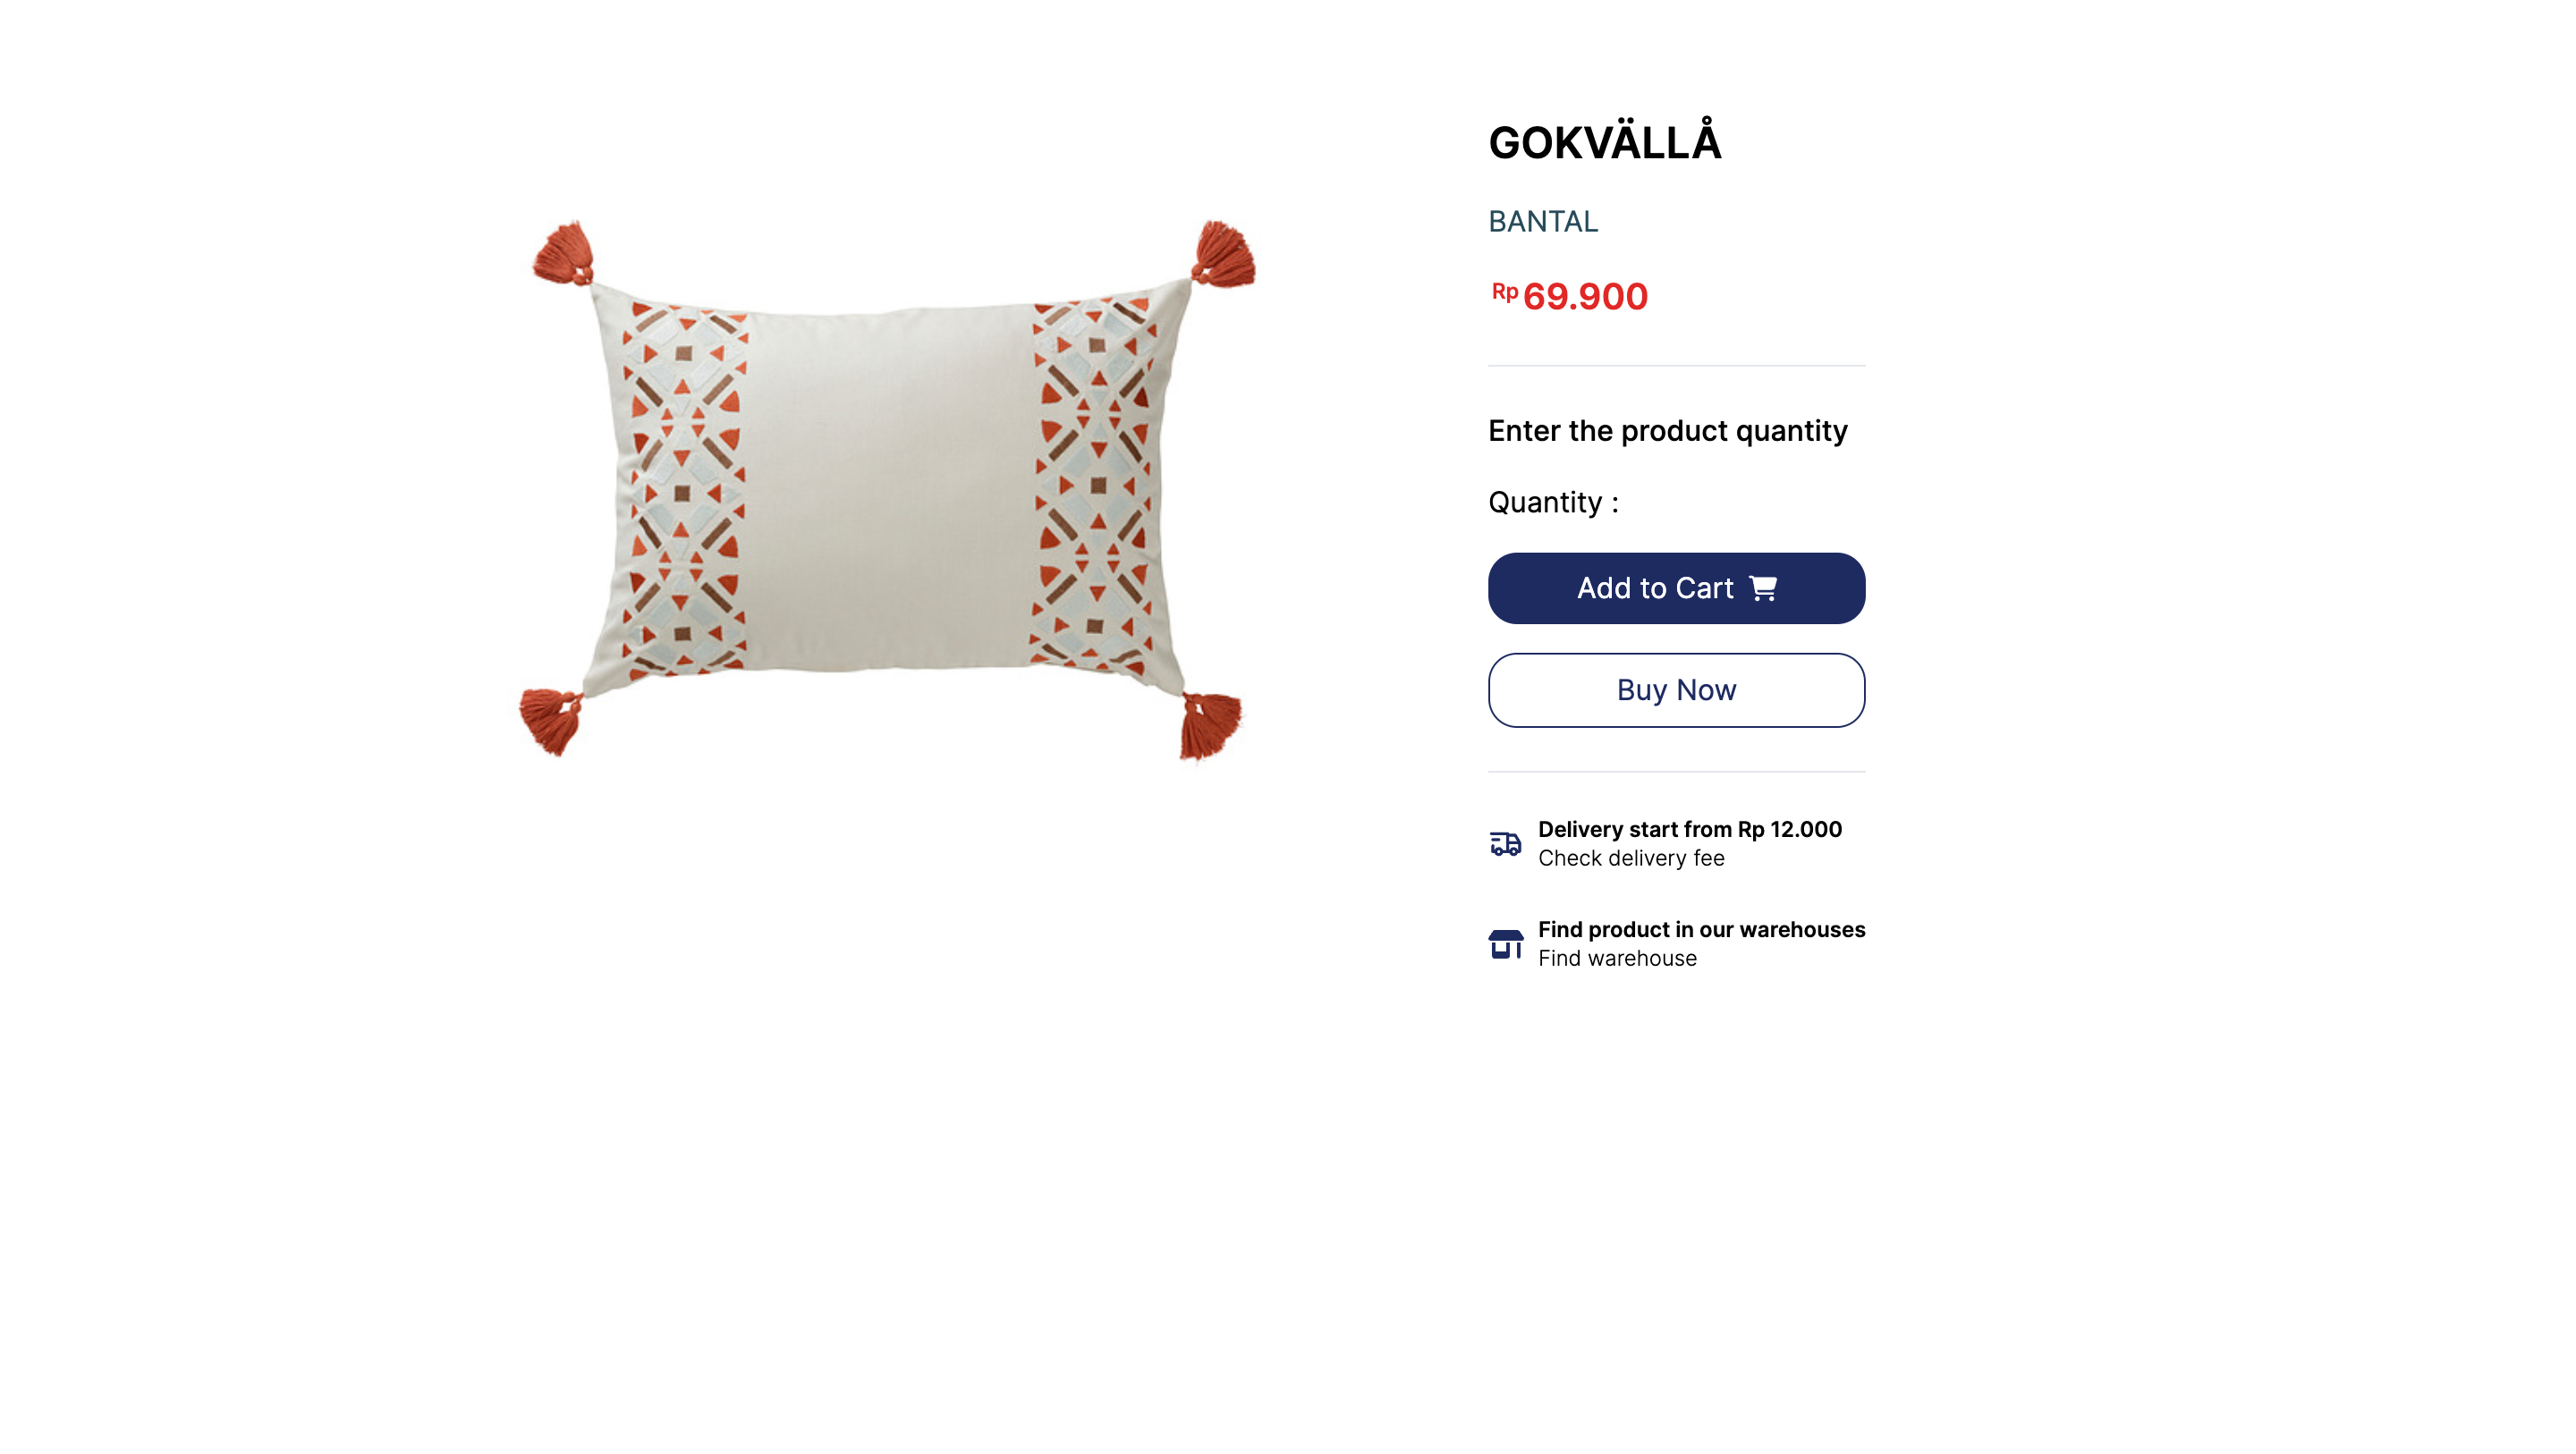 GOKVÄLLÅ
BANTAL
Rp 69.900
Enter the product quantity
Quantity :
Add to Cart
Buy Now
Delivery start from Rp 12.000
Check delivery fee
Find product in our warehouses
Find warehouse